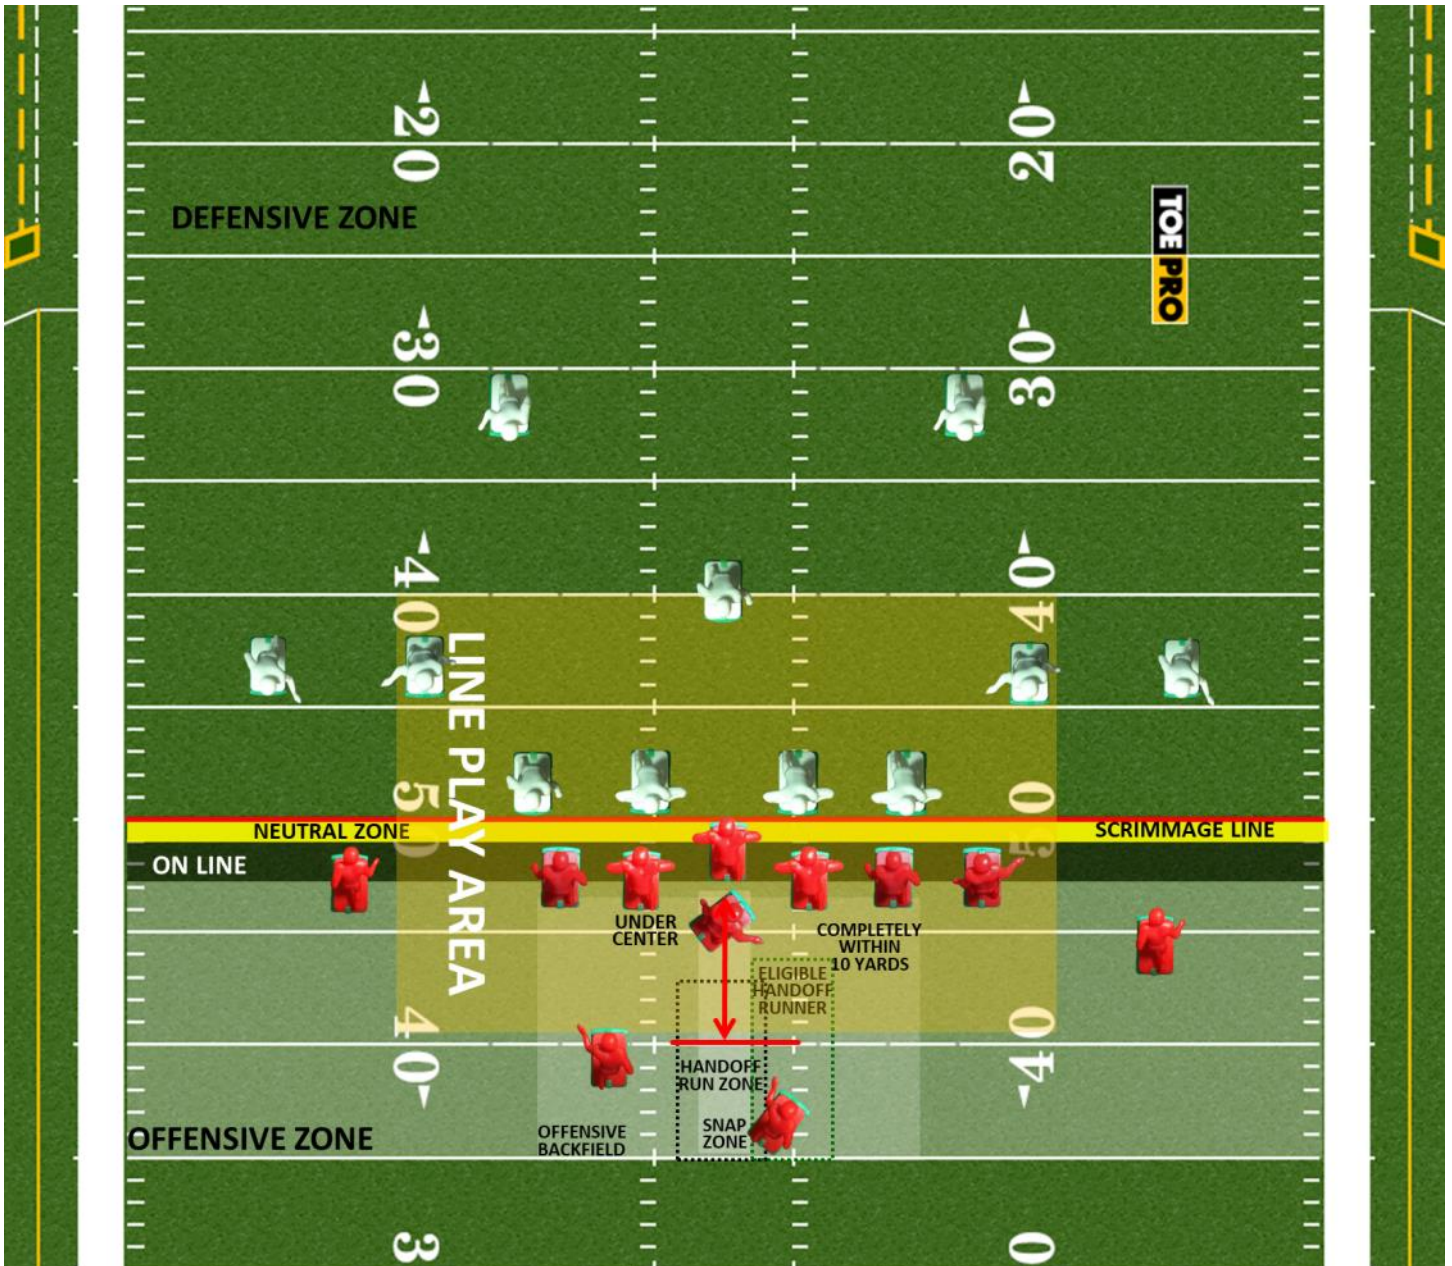 20
20
DEFENSIVE ZONE
TOE PRO
30
30
40
40
LINE PLAY AREA
50
50
NEUTRAL ZONE
SCRIMMAGE LINE
ON LINE
UNDER
CENTER
COMPLETELY
WITHIN
10 YARDS
ELIGIBLE
HANDOFF
RUNNER
40
40
HANDOFF
RUN ZONE
OFFENSIVE ZONE
OFFENSIVE
BACKFIELD
SNAP
ZONE
3
0